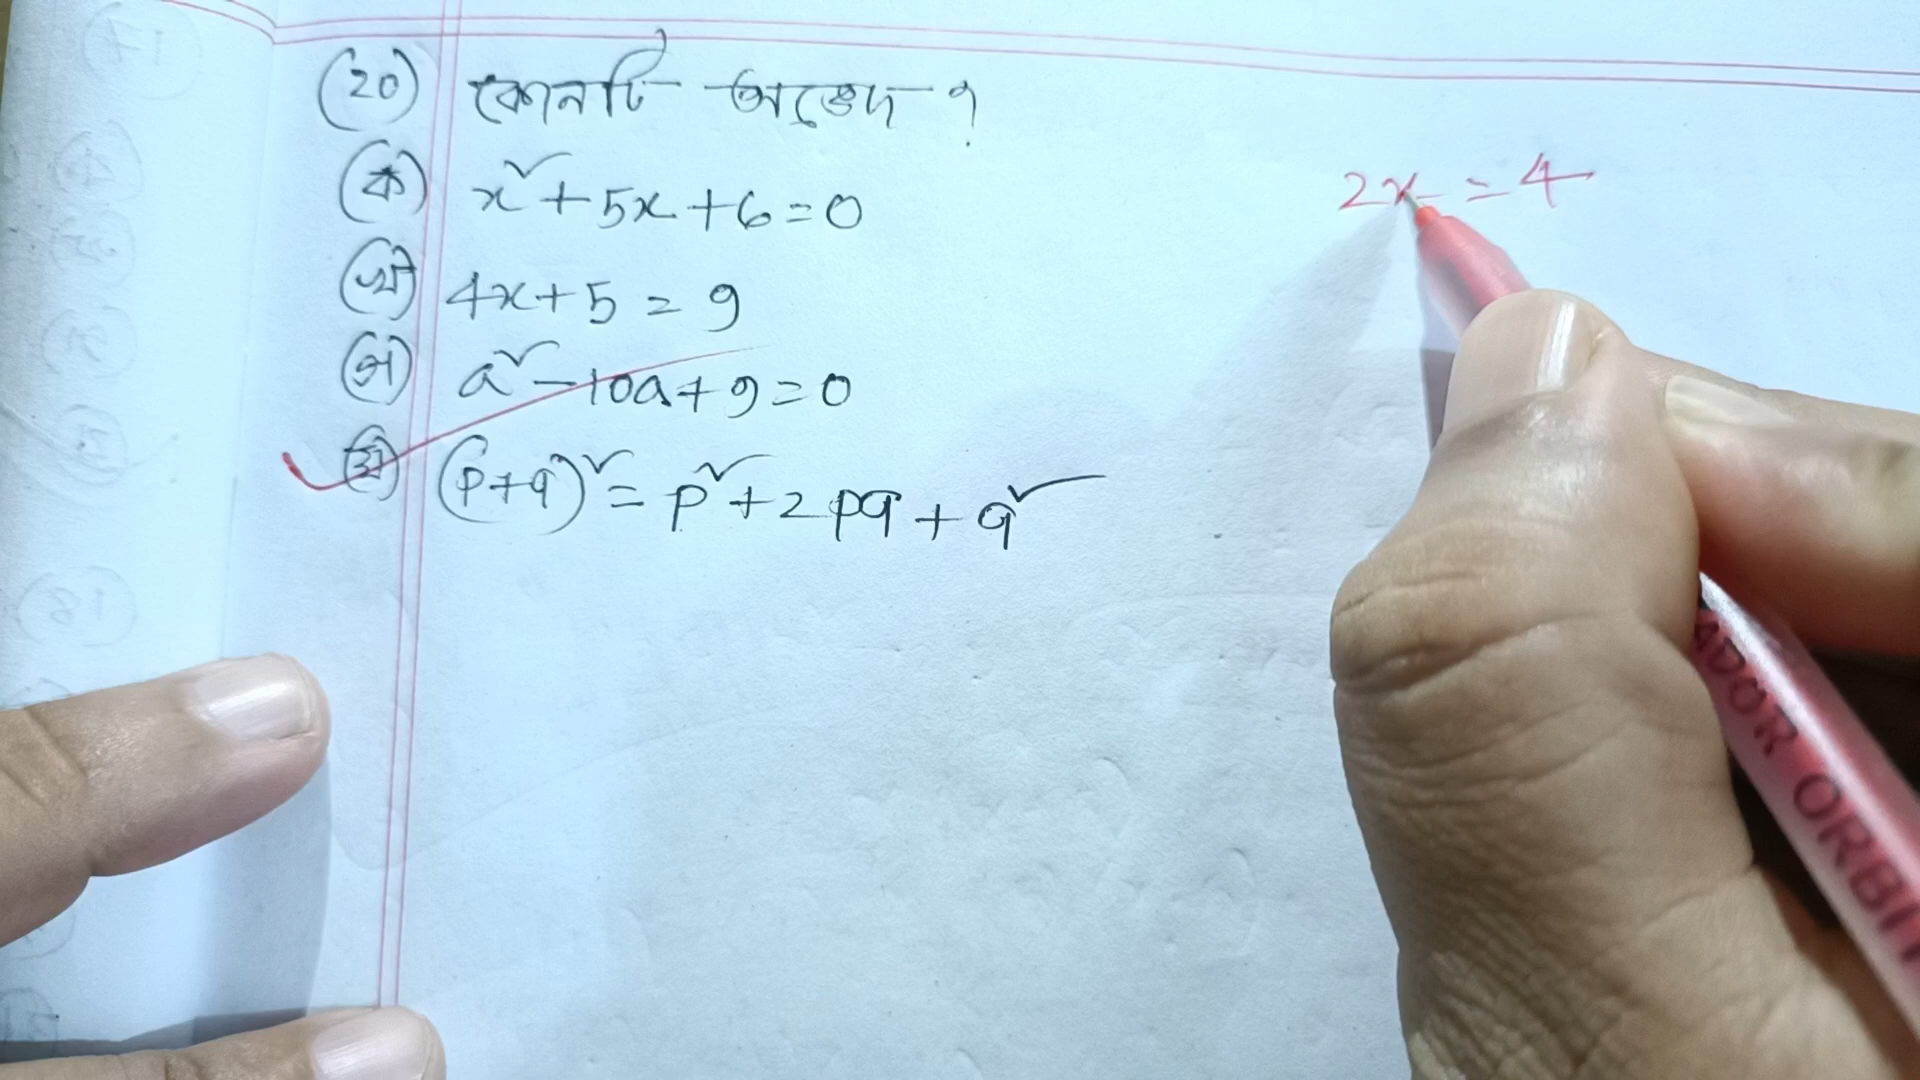 (20) কোনটি অভেদ ?
2x = 4
(ক) x² + 5x + 6 = 0
(খ) 4x + 5 = 9
(গ) a² - 10a + 9 = 0
(ঘ) (p+q)² = p² + 2pq + q²
ADOR ORBIT